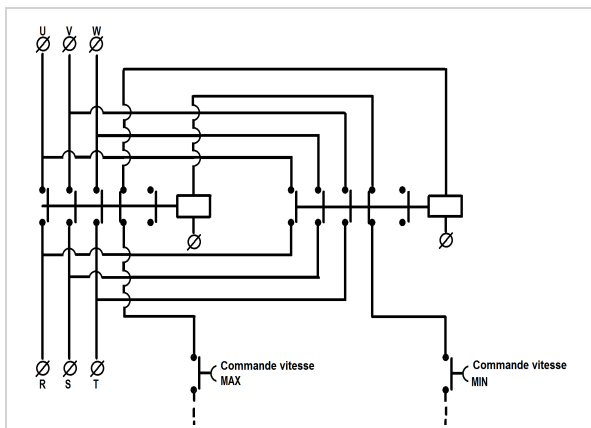 U V W
R S T
Commande vitesse
MAX
Commande vitesse
MIN